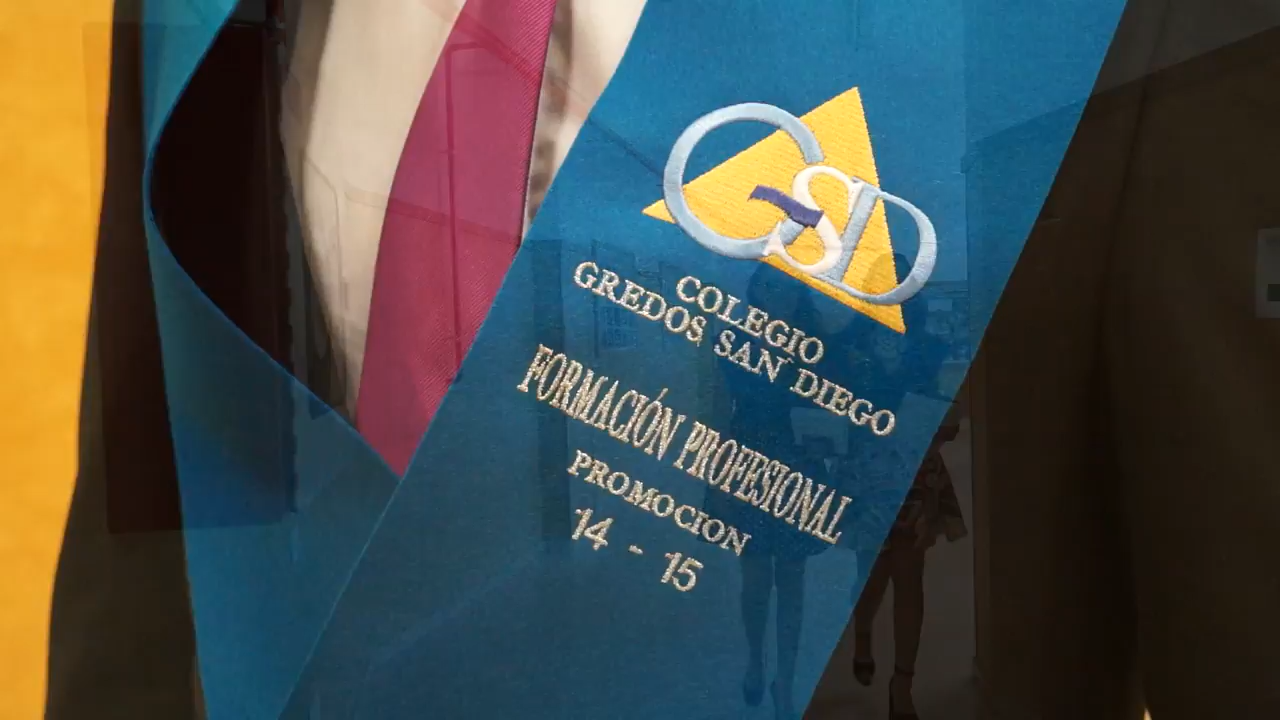 GSD
COLEGIO
GREDOS SAN DIEGO
FORMACIÓN PROFESIONAL
PROMOCION
14 - 15